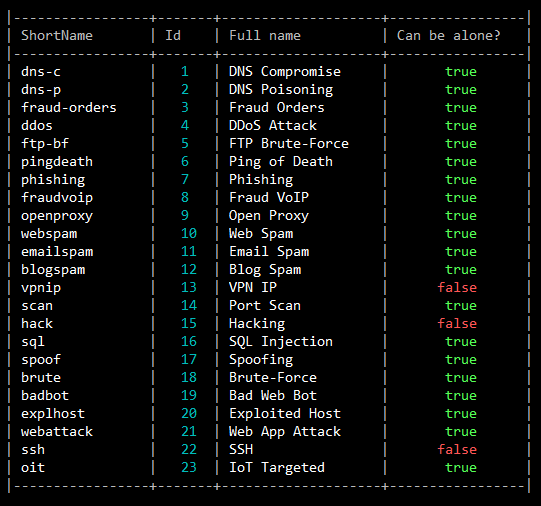 |-----------------+-------+-------------------+-----------------|
| ShortName | Id | Full name | Can be alone? |
|-----------------+-------+-------------------+-----------------|
| dns-c | 1 | DNS Compromise | true |
| dns-p | 2 | DNS Poisoning | true |
| fraud-orders | 3 | Fraud Orders | true |
| ddos | 4 | DDoS Attack | true |
| ftp-bf | 5 | FTP Brute-Force | true |
| pingdeath | 6 | Ping of Death | true |
| phishing | 7 | Phishing | true |
| fraudvoip | 8 | Fraud VoIP | true |
| openproxy | 9 | Open Proxy | true |
| webspam | 10 | Web Spam | true |
| emailspam | 11 | Email Spam | true |
| blogspam | 12 | Blog Spam | true |
| vpnip | 13 | VPN IP | false |
| scan | 14 | Port Scan | true |
| hack | 15 | Hacking | false |
| sql | 16 | SQL Injection | true |
| spoof | 17 | Spoofing | true |
| brute | 18 | Brute-Force | true |
| badbot | 19 | Bad Web Bot | true |
| explhost | 20 | Exploited Host | true |
| webattack | 21 | Web App Attack | true |
| ssh | 22 | SSH | false |
| oit | 23 | IoT Targeted | true |
|-----------------+-------+-------------------+-----------------|